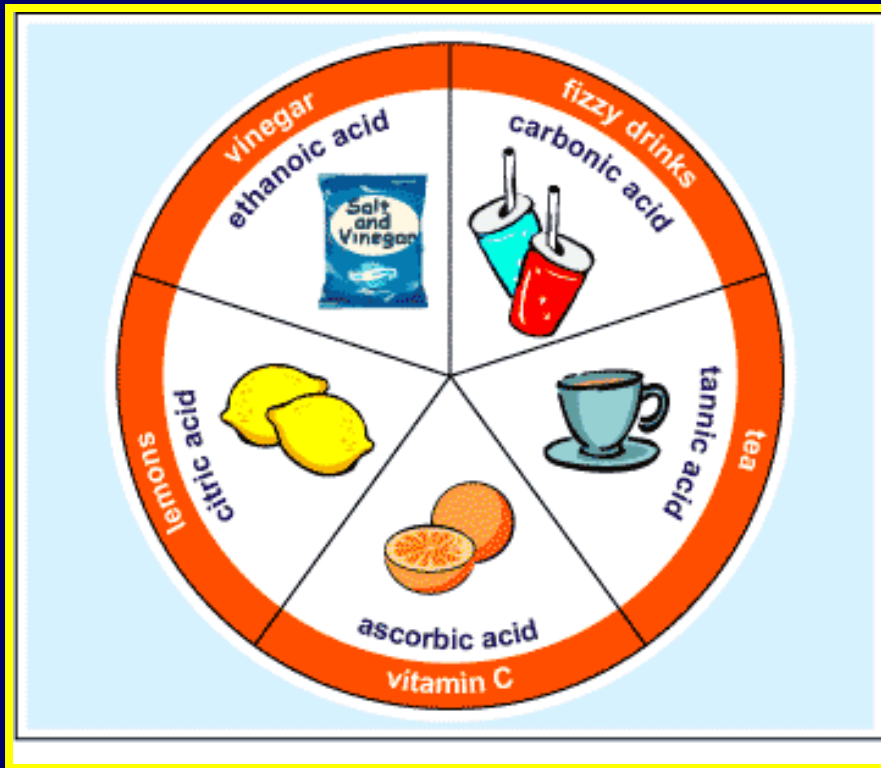 vinegar
ethanoic acid
Salt
and
Vinegar
fizzy drinks
carbonic acid
tea
tannic acid
vitamin C
ascorbic acid
lemons
citric acid